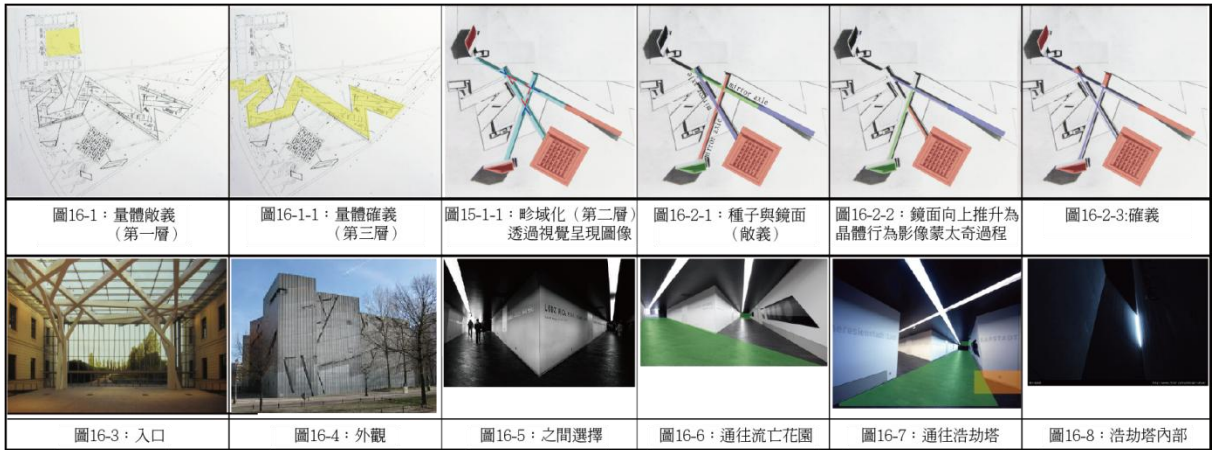 mirror axle
mirror axle
mirror axle
圖16-1：量體敞義
（第一層）
圖16-1-1：量體確義
（第三層）
圖15-1-1：畛域化（第二層）
透過視覺呈現圖像
圖16-2-1：種子與鏡面
（敞義）
圖16-2-2：鏡面向上推升為
晶體行為影像蒙太奇過程
圖16-2-3:確義
圖16-3：入口
圖16-4：外觀
圖16-5：之間選擇
圖16-6：通往流亡花園
圖16-7：通往浩劫塔
圖16-8：浩劫塔內部